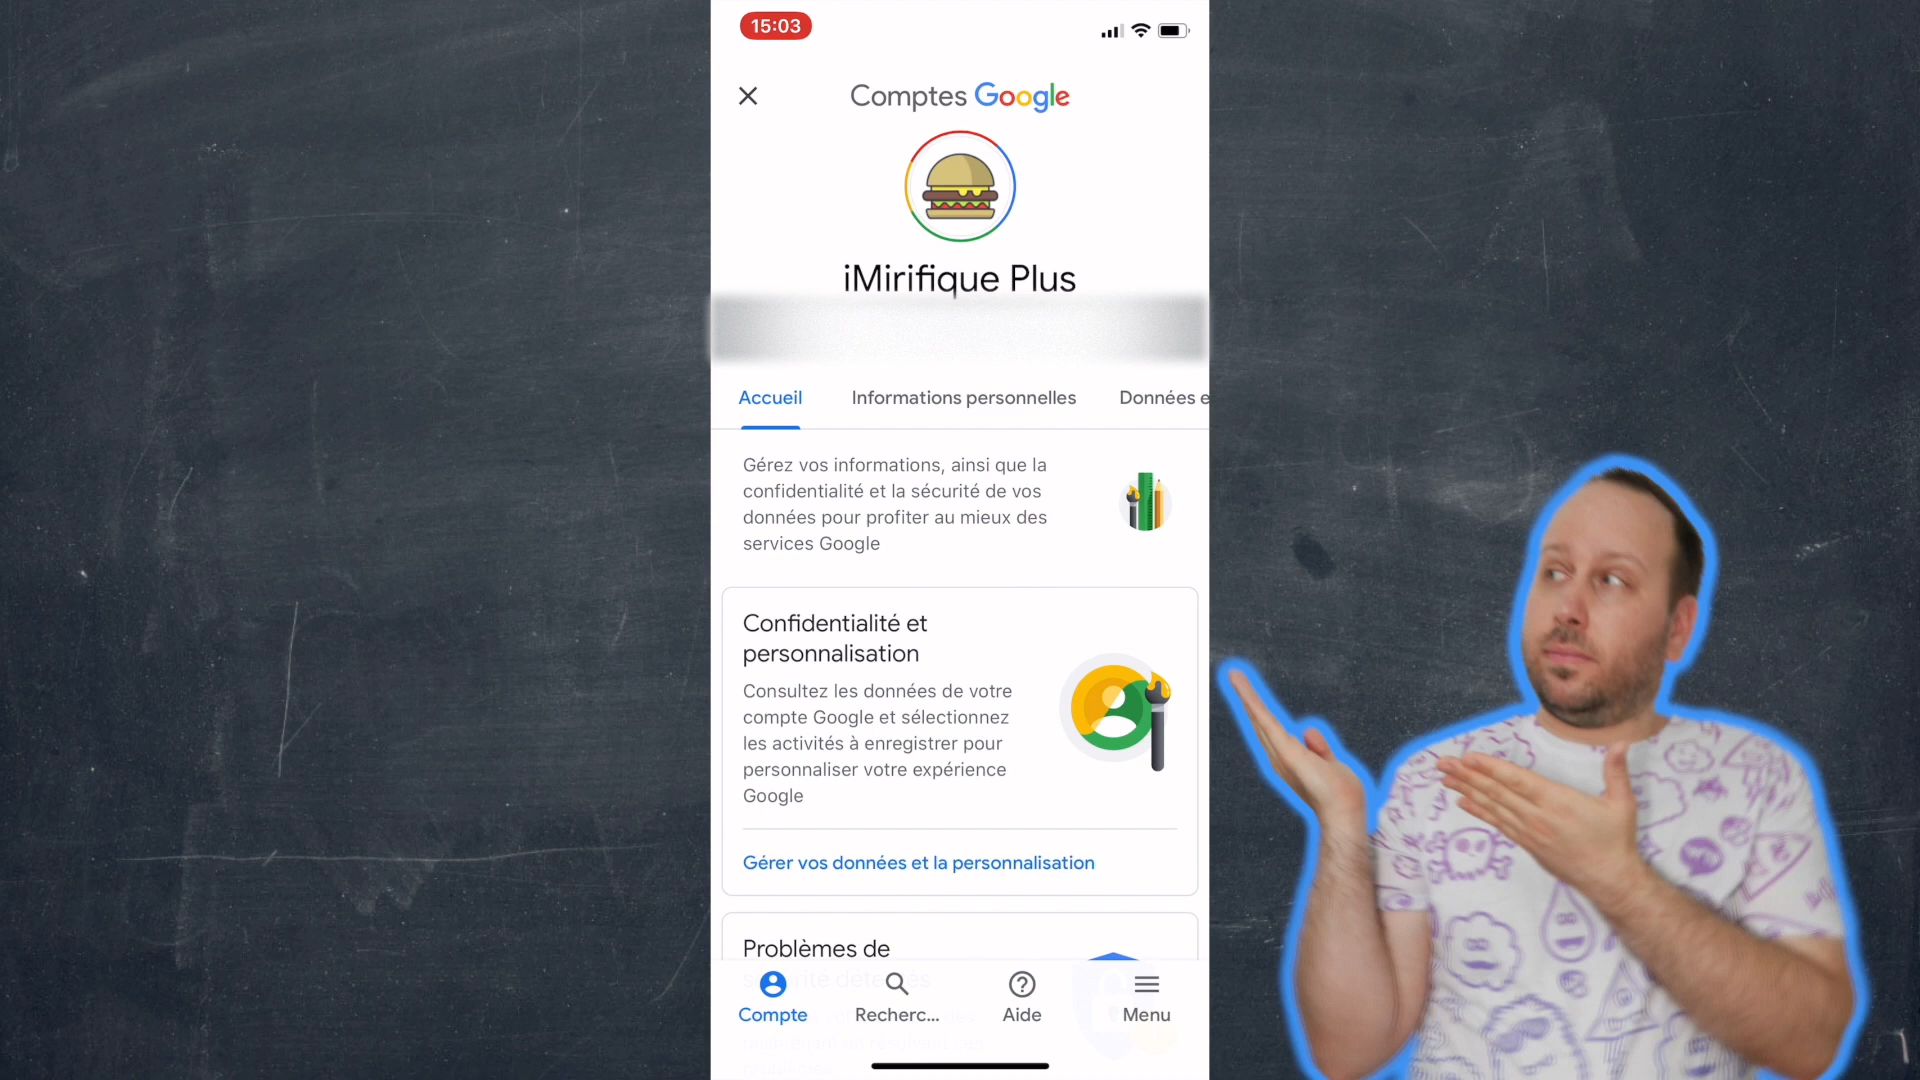 15:03
Comptes Google
iMirifique Plus
Accueil
Informations personnelles
Données e
Gérez vos informations, ainsi que la
confidentialité et la sécurité de vos
données pour profiter au mieux des
services Google
Confidentialité et
personnalisation
Consultez les données de votre
compte Google et sélectionnez
les activités à enregistrer pour
personnaliser votre expérience
Google
Gérer vos données et la personnalisation
Problèmes de
Compte
Recherc...
Aide
Menu